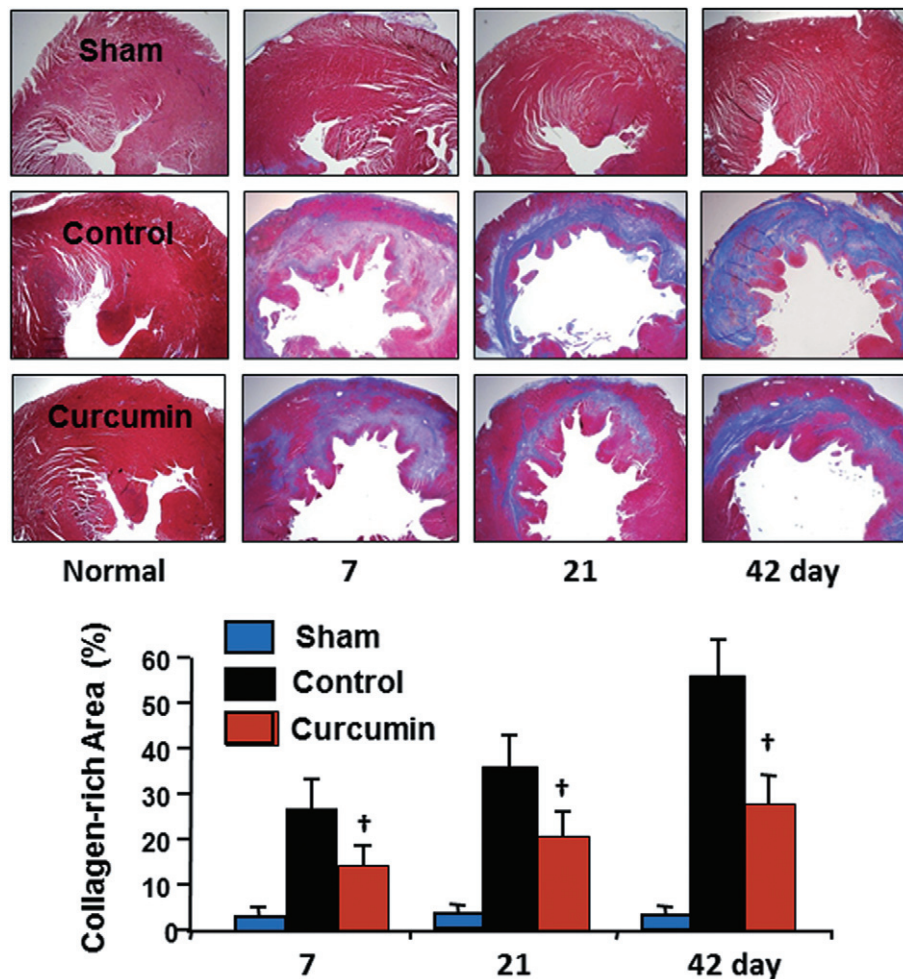 Sham
Control
Curcumin
Normal 7 21 42 day
Sham
Control
Curcumin
Collagen-rich Area (%)
60
50
40
30
20
10
0
†
†
†
7 21 42 day